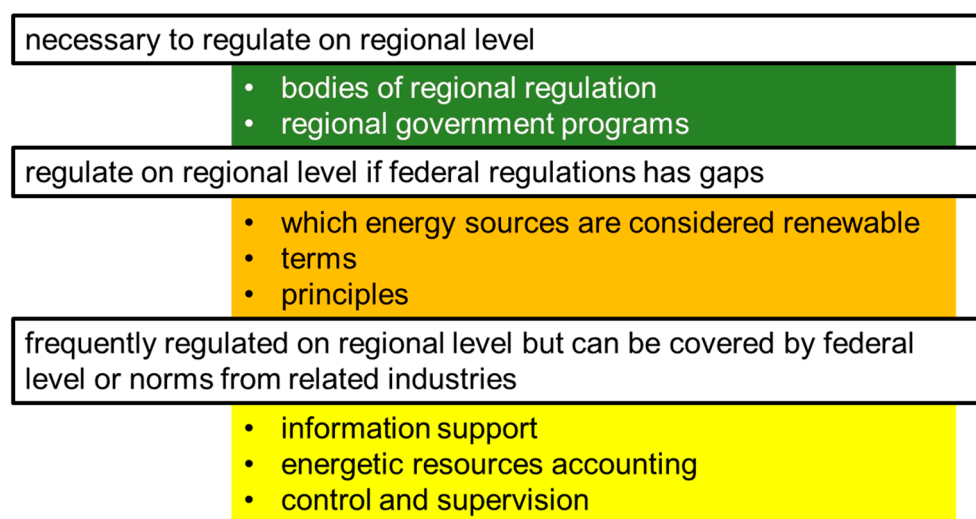 necessary to regulate on regional level
• bodies of regional regulation
• regional government programs
regulate on regional level if federal regulations has gaps
• which energy sources are considered renewable
• terms
• principles
frequently regulated on regional level but can be covered by federal
level or norms from related industries
• information support
• energetic resources accounting
• control and supervision